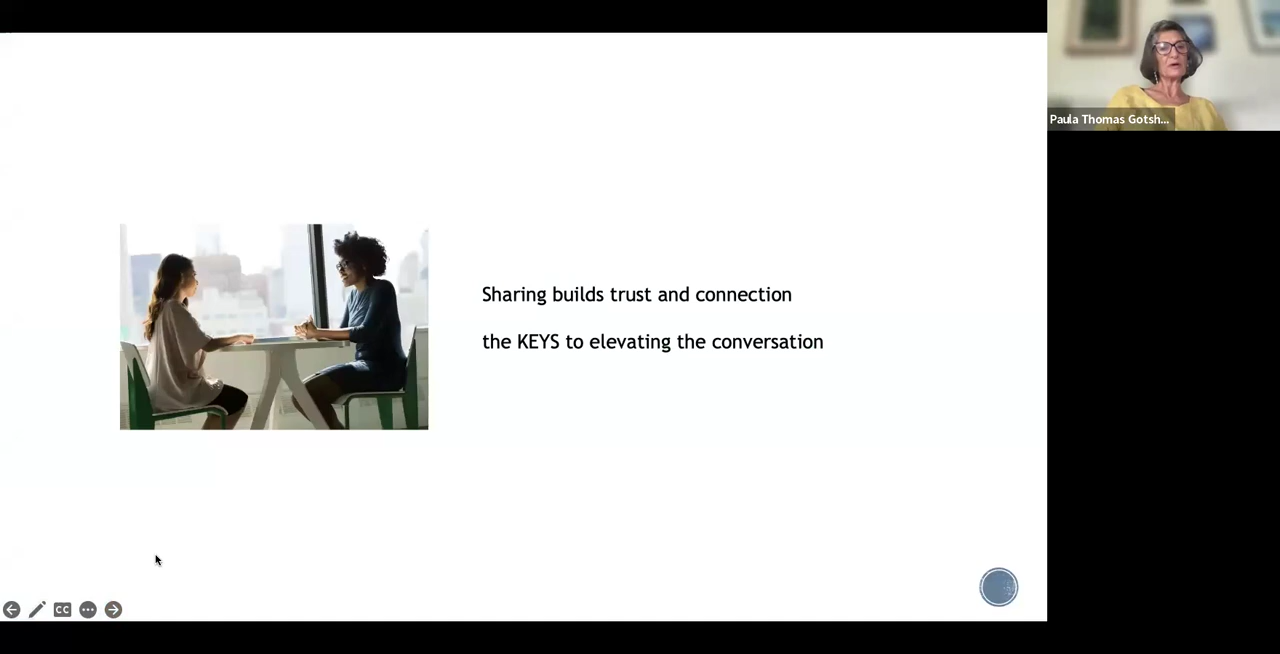 Paula Thomas Gotsh...
Sharing builds trust and connection
the KEYS to elevating the conversation
CC